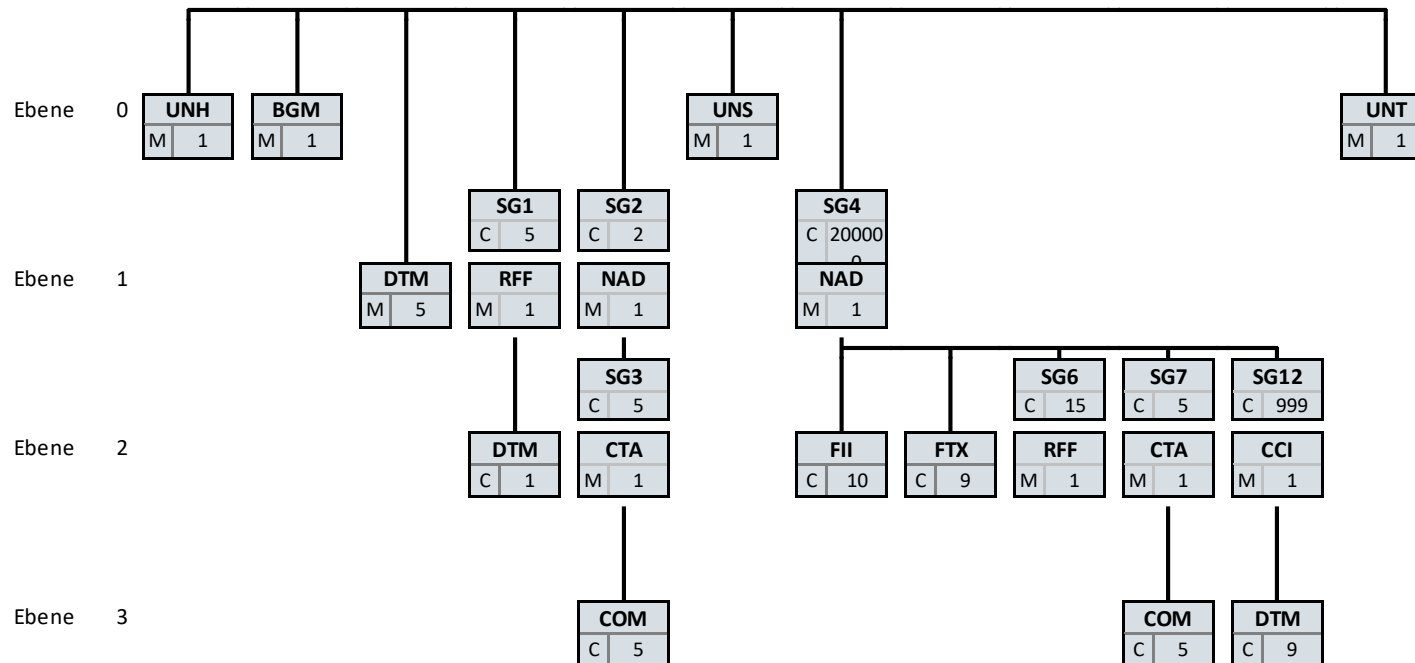 Ebene 0 UNH BGM UNS UNT
M 1 M 1 M 1 M 1
SG1 SG2 SG4
C 5 C 2 C 20000
0
Ebene 1 DTM RFF NAD NAD
M 5 M 1 M 1 M 1
SG3 SG6 SG7 SG12
C 5 C 15 C 5 C 999
Ebene 2 DTM CTA FII FTX RFF CTA CCI
C 1 M 1 C 10 C 9 M 1 M 1 M 1
Ebene 3 COM COM DTM
C 5 C 5 C 9